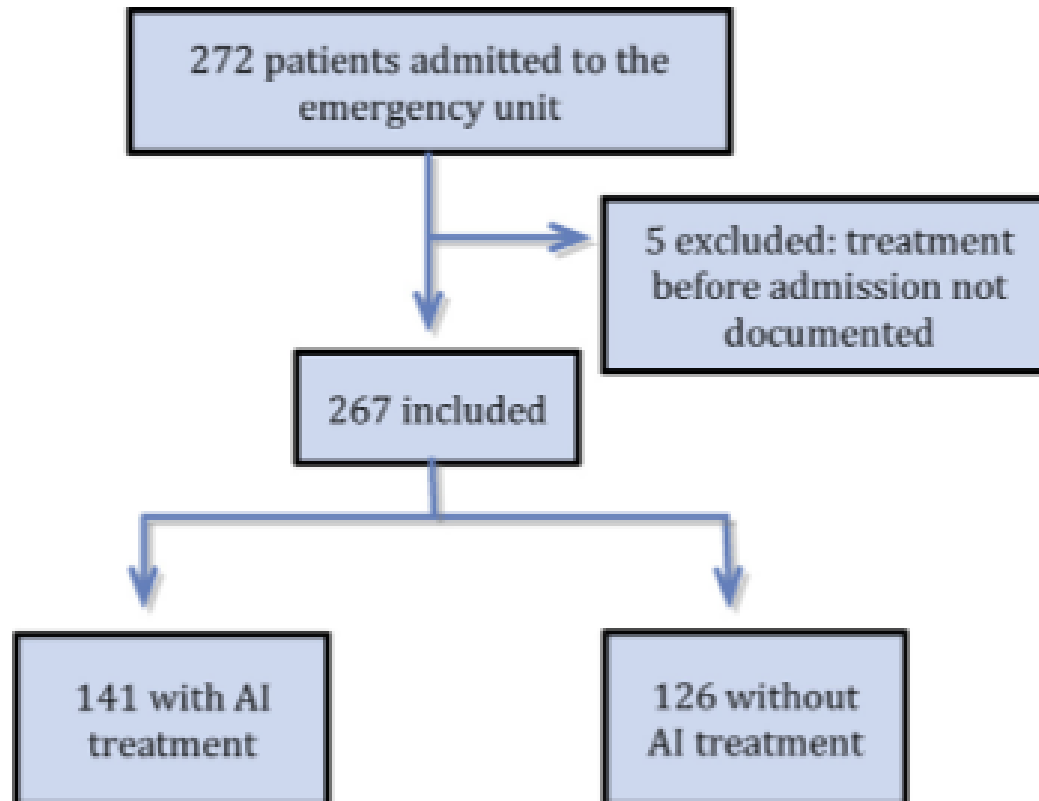 272 patients admitted to the
emergency unit
5 excluded: treatment
before admission not
documented
267 included
141 with AI
treatment
126 without
AI treatment